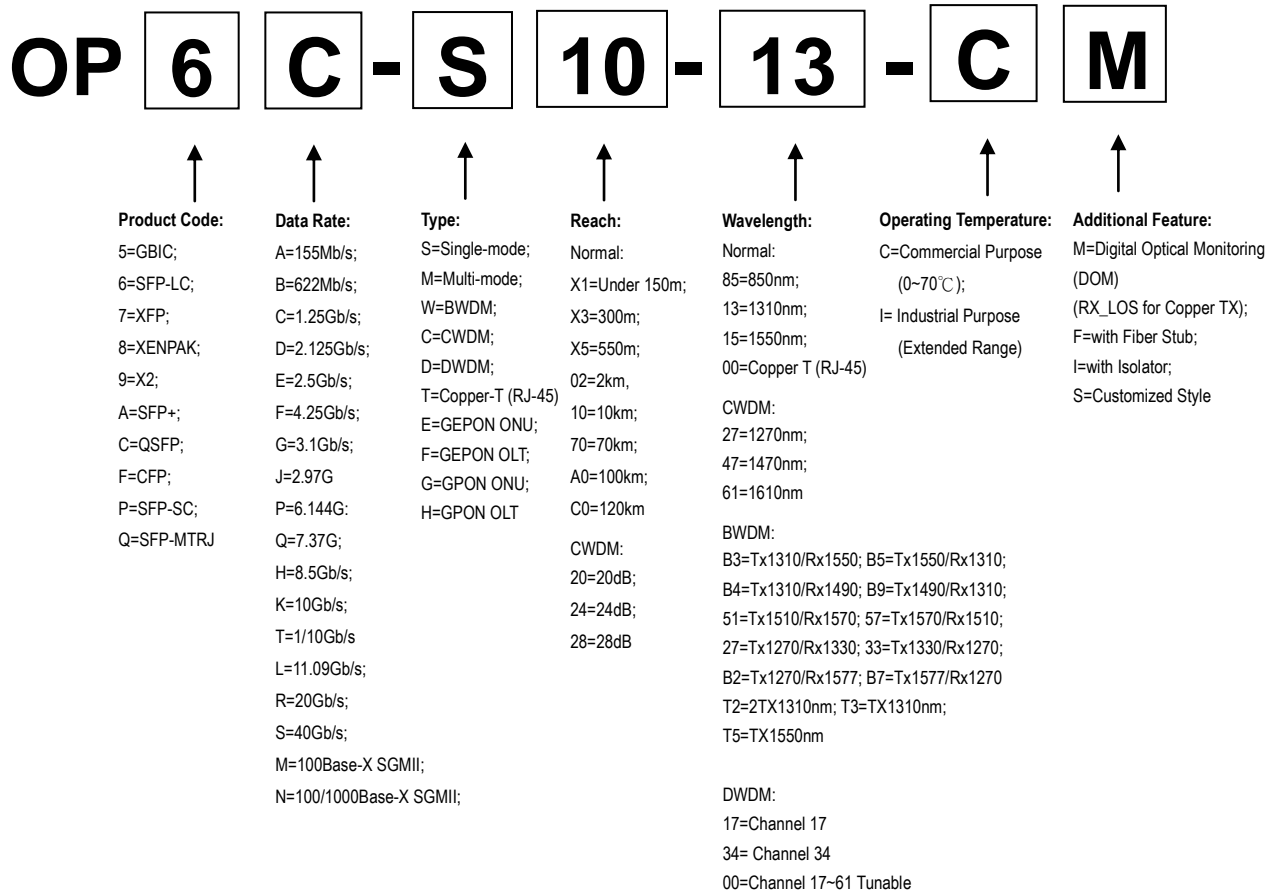 OP 6 C - S 10 - 13 - C M
Product Code:
5=GBIC;
6=SFP-LC;
7=XFP;
8=XENPAK;
9=X2;
A=SFP+;
C=QSFP;
F=CFP;
P=SFP-SC;
Q=SFP-MTRJ
Data Rate:
A=155Mb/s;
B=622Mb/s;
C=1.25Gb/s;
D=2.125Gb/s;
E=2.5Gb/s;
F=4.25Gb/s;
G=3.1Gb/s;
J=2.97G
P=6.144G:
Q=7.37G;
H=8.5Gb/s;
K=10Gb/s;
T=1/10Gb/s
L=11.09Gb/s;
R=20Gb/s;
S=40Gb/s;
M=100Base-X SGMII;
N=100/1000Base-X SGMII;
Type:
S=Single-mode;
M=Multi-mode;
W=BWDM;
C=CWDM;
D=DWDM;
T=Copper-T (RJ-45)
E=GEPON ONU;
F=GEPON OLT;
G=GPON ONU;
H=GPON OLT
Reach:
Normal:
X1=Under 150m;
X3=300m;
X5=550m;
02=2km,
10=10km;
70=70km;
A0=100km;
C0=120km
CWDM:
20=20dB;
24=24dB;
28=28dB
Wavelength:
Normal:
85=850nm;
13=1310nm;
15=1550nm;
00=Copper T (RJ-45)
CWDM:
27=1270nm;
47=1470nm;
61=1610nm
BWDM:
B3=Tx1310/Rx1550; B5=Tx1550/Rx1310;
B4=Tx1310/Rx1490; B9=Tx1490/Rx1310;
51=Tx1510/Rx1570; 57=Tx1570/Rx1510;
27=Tx1270/Rx1330; 33=Tx1330/Rx1270;
B2=Tx1270/Rx1577; B7=Tx1577/Rx1270
T2=2TX1310nm; T3=TX1310nm;
T5=TX1550nm
DWDM:
17=Channel 17
34= Channel 34
00=Channel 17~61 Tunable
Operating Temperature:
C=Commercial Purpose
(0~70℃);
I= Industrial Purpose
(Extended Range)
Additional Feature:
M=Digital Optical Monitoring
(DOM)
(RX_LOS for Copper TX);
F=with Fiber Stub;
I=with Isolator;
S=Customized Style